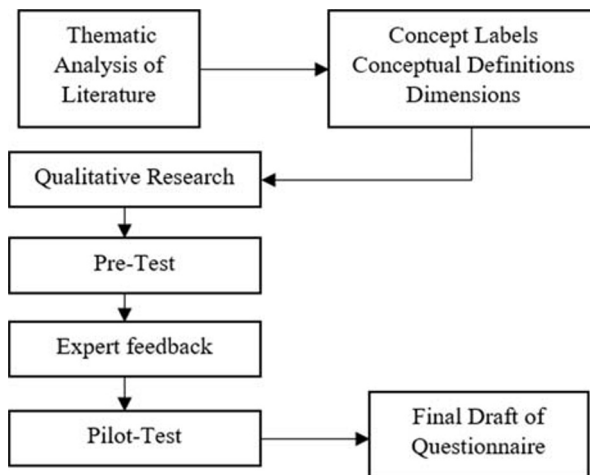 Thematic
Analysis of
Literature
Concept Labels
Conceptual Definitions
Dimensions
Qualitative Research
Pre-Test
Expert feedback
Pilot-Test
Final Draft of
Questionnaire